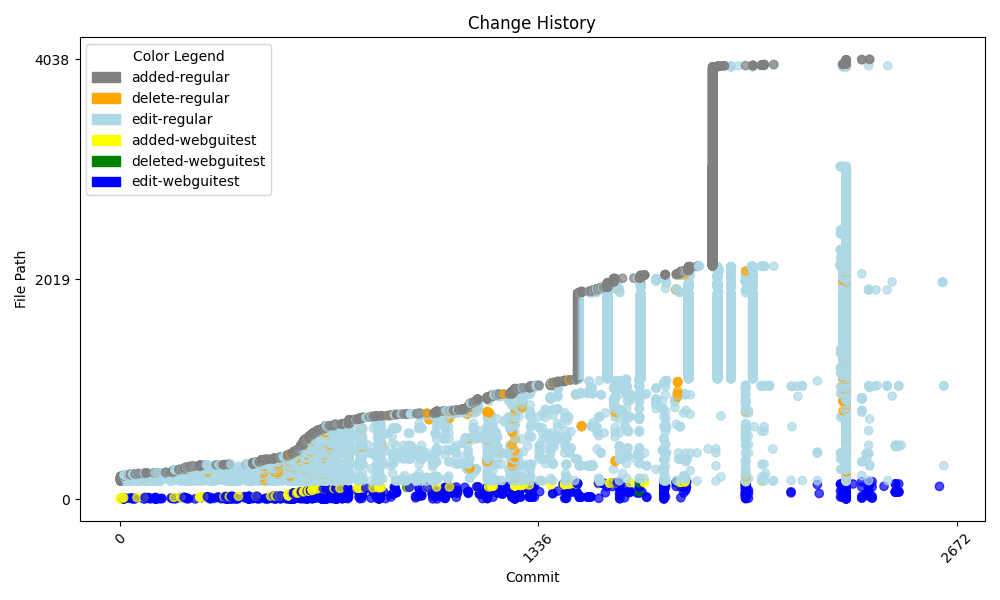 Change History
Color Legend
added-regular
delete-regular
edit-regular
added-webguitest
deleted-webguitest
edit-webguitest
4038
2019
0
File Path
0
1336
2672
Commit